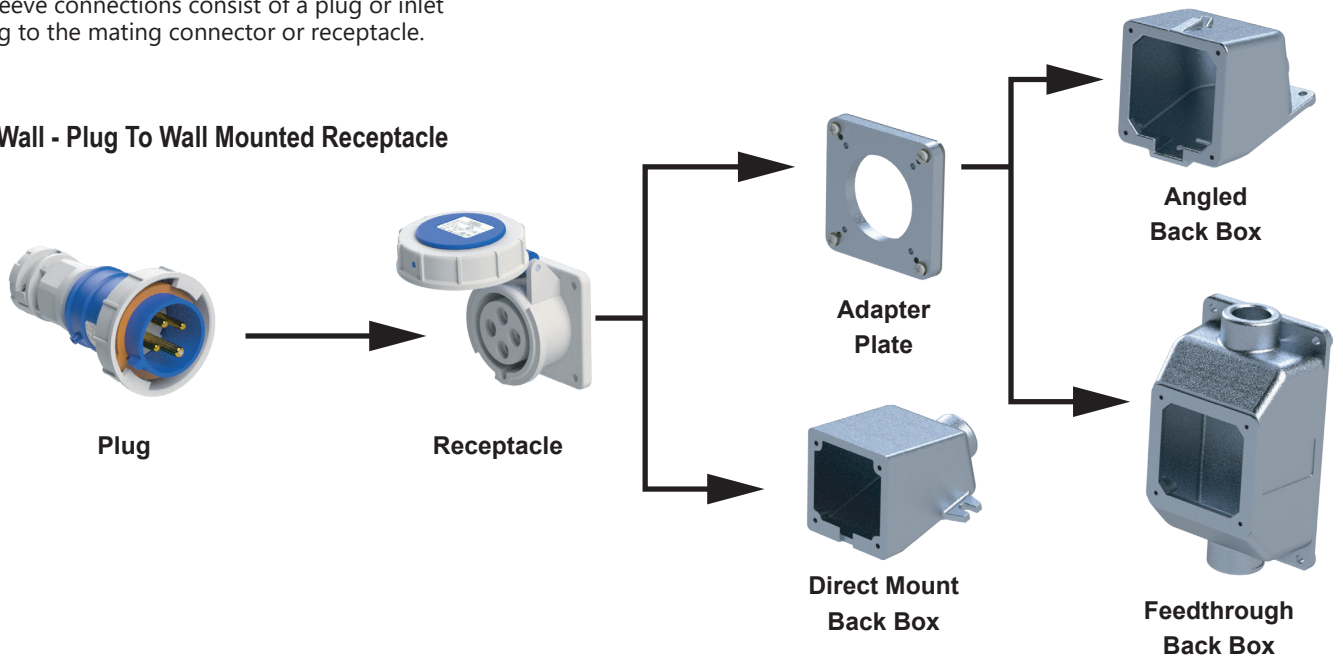 connections consist of a plug or inlet
to the mating connector or receptacle.
Wall - Plug To Wall Mounted Receptacle
Plug
Receptacle
Adapter
Plate
Direct Mount
Back Box
Angled
Back Box
Feedthrough
Back Box